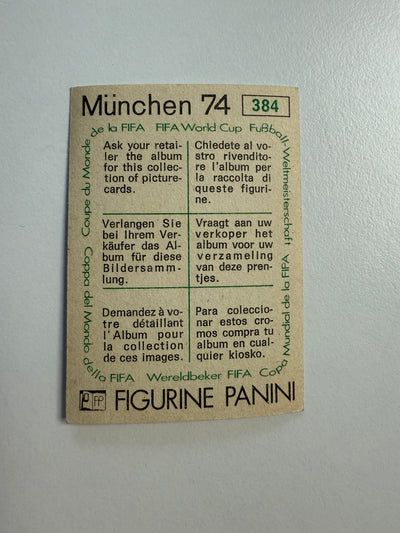 München 74 384
Coupe du Monde de la FIFA FIFA World Cup Fußball-Weltmeisterschaft
Ask your retai-
ler the album
for this collec-
tion of picture-
cards.
Chiedete al vo-
stro rivendito-
re l'album per
la raccolta di
queste figuri-
ne.
Verlangen Sie
bei Ihrem Ver-
käufer das Al-
bum für diese
Bildersamm-
lung.
Vraagt aan uw
verkoper het
album voor uw
verzameling
van deze pren-
tjes.
Demandez à vo-
tre détaillant
l'Album pour
la collection
de ces images.
Para coleccio-
nar estos cro-
mos compra tu
album en cual-
quier kiosko.
Coppa del Mondo della FIFA Wereldbeker FIFA Copa Mundial de la FIFA
FP FIGURINE PANINI